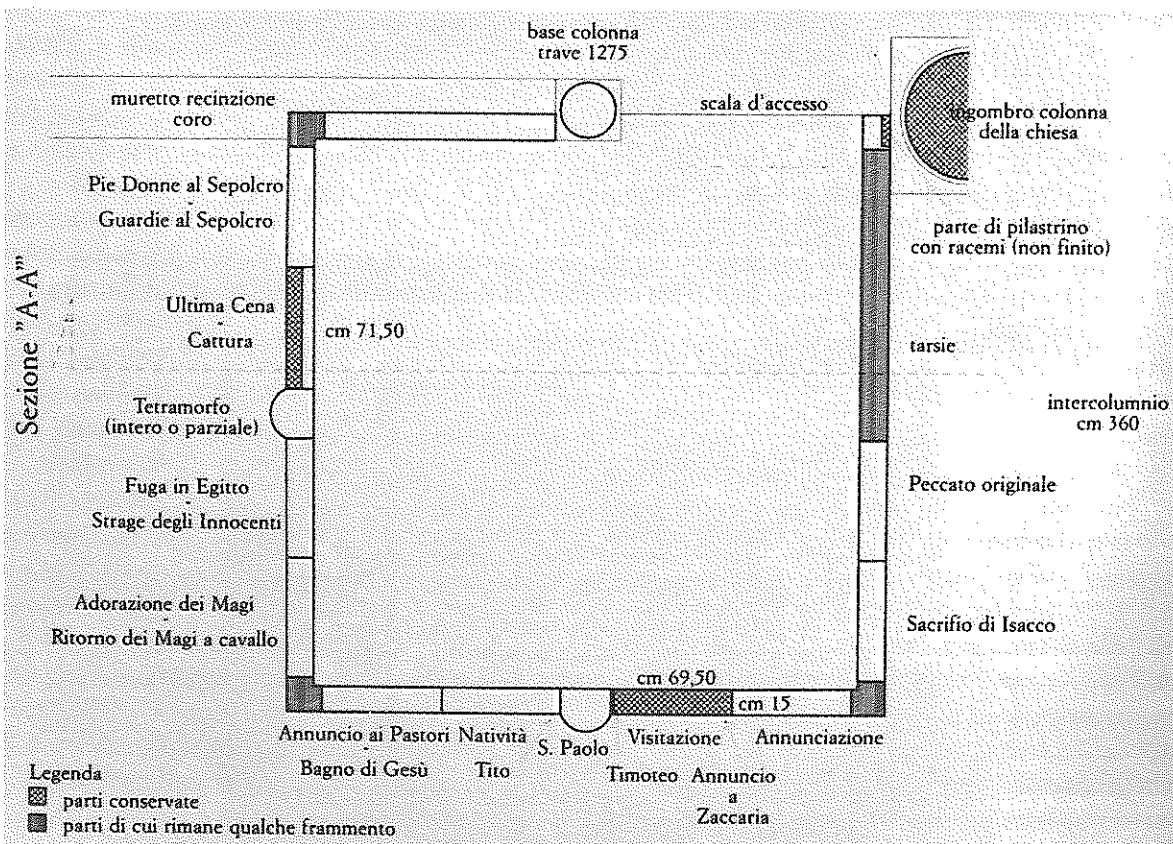 base colonna
trave 1275
muretto recinzione
coro
scala d'accesso
ingombro colonna
della chiesa
Pie Donne al Sepolcro
-
Guardie al Sepolcro
parte di pilastrino
con racemi (non finito)
Sezione "A-A'"
Ultima Cena
-
Cattura
cm 71,50
tarsie
Tetramorfo
(intero o parziale)
intercolumnio
cm 360
Fuga in Egitto
-
Strage degli Innocenti
Peccato originale
Adorazione dei Magi
-
Ritorno dei Magi a cavallo
Sacrifio di Isacco
cm 69,50
cm 15
Annuncio ai Pastori
-
Bagno di Gesù
Natività
Tito
S. Paolo
Visitazione
Timoteo
Annunciazione
Annuncio
a
Zaccaria
Legenda
parti conservate
parti di cui rimane qualche frammento